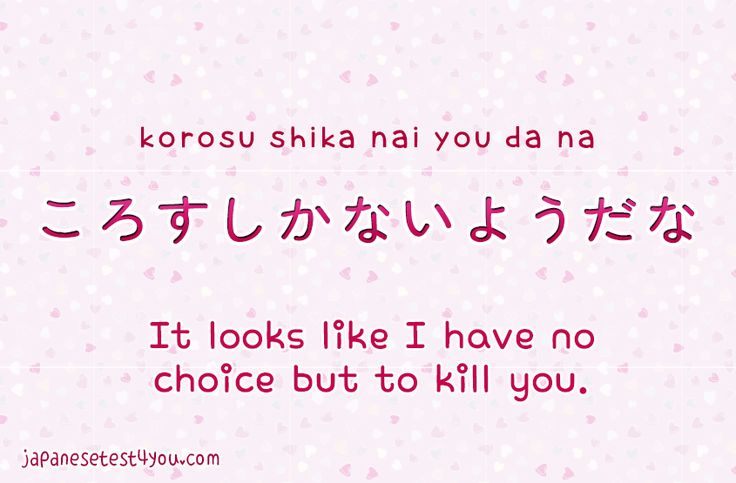 korosu shika nai you da na
ころすしかないようだな
It looks like I have no
choice but to kill you.
japanesetest4you.com